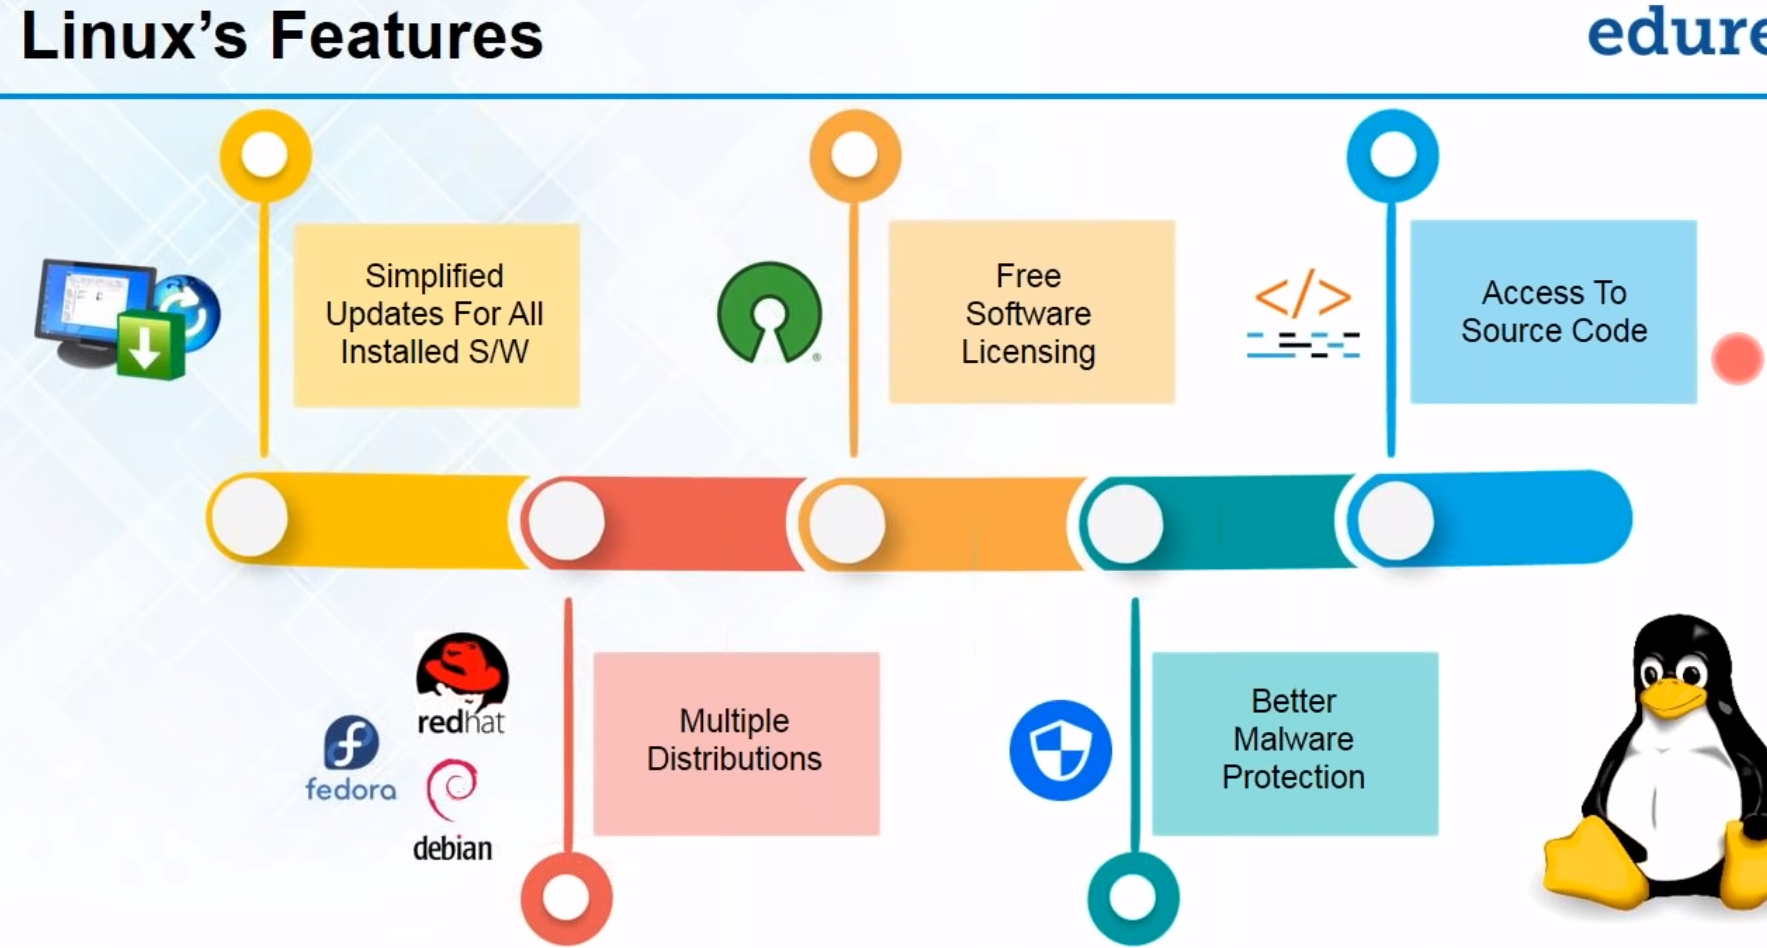 Linux's Features
edure
Simplified
Updates For All
Installed S/W
Free
Software
Licensing
</>
Access To
Source Code
redhat
fedora
debian
Multiple
Distributions
Better
Malware
Protection